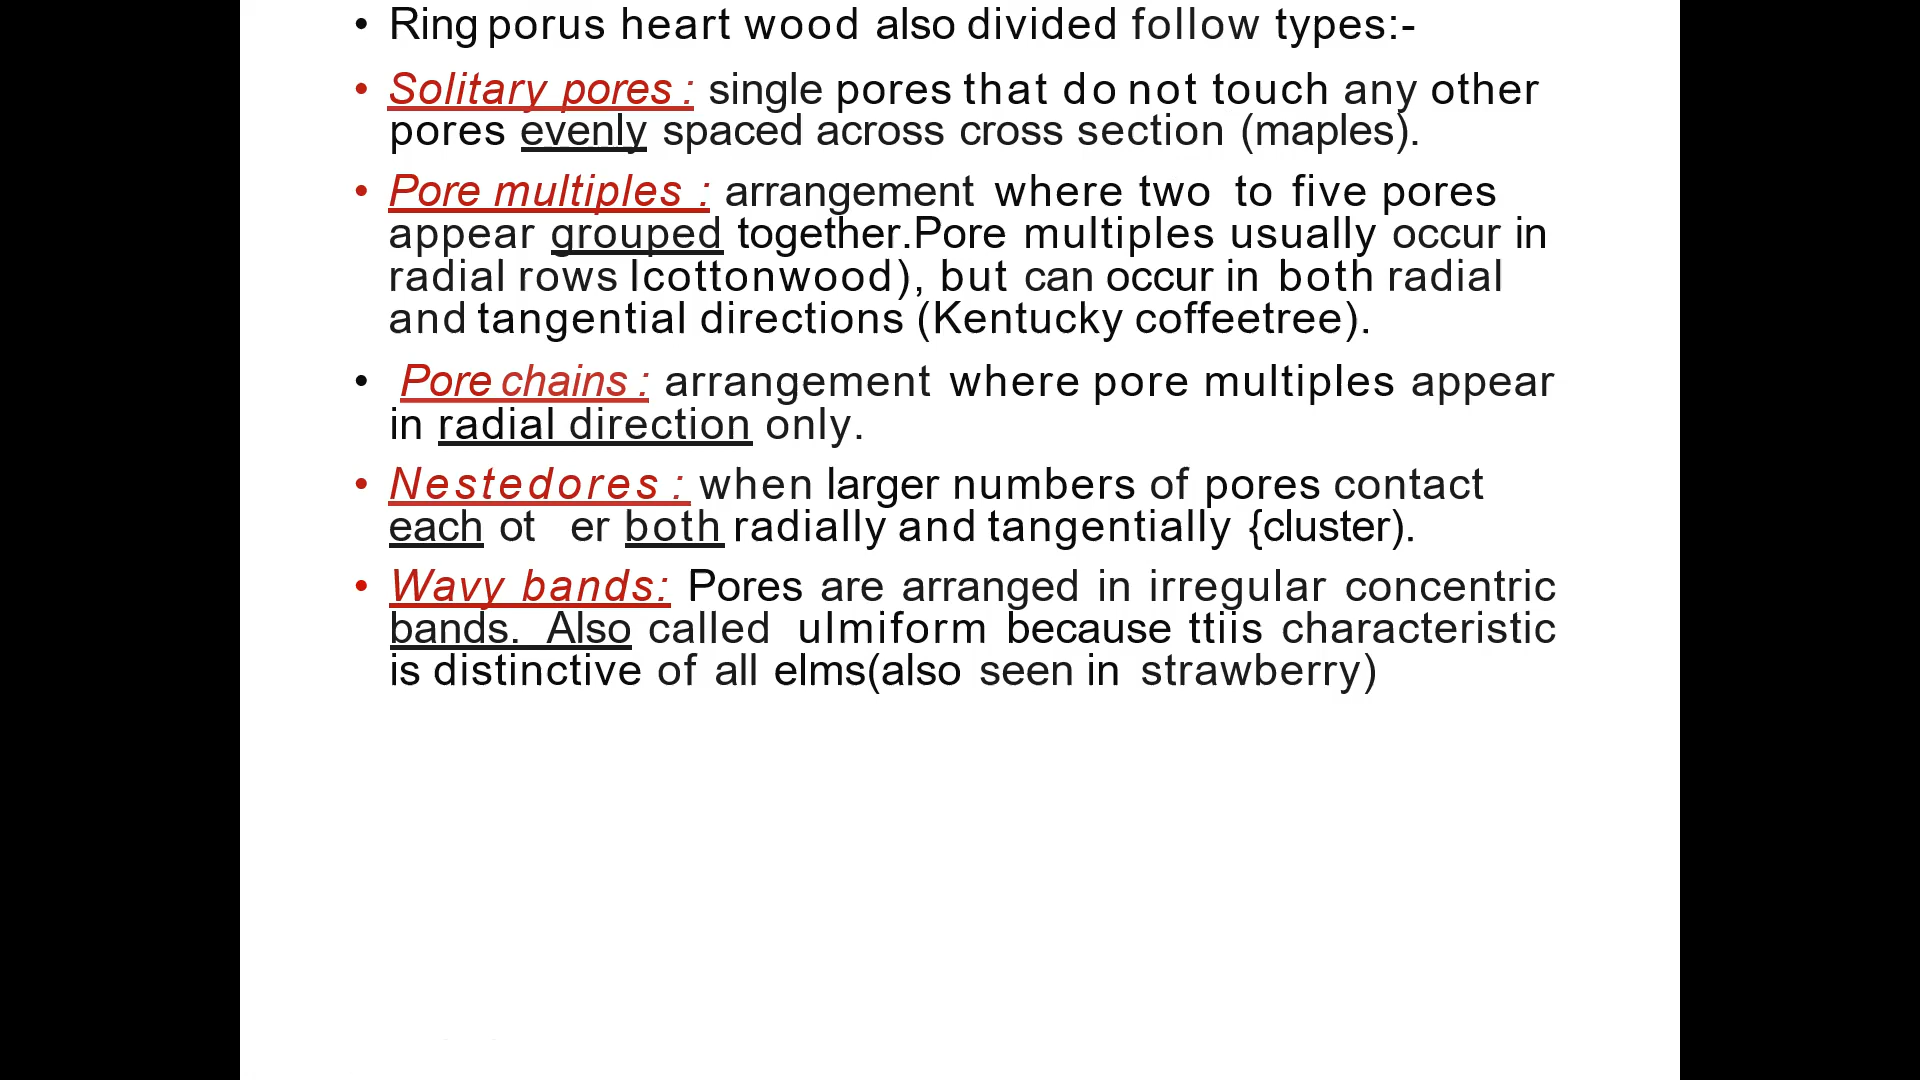 • Ring porus heart wood also divided follow types:-
• Solitary pores : single pores that do not touch any other
pores evenly spaced across cross section (maples).
• Pore multiples : arrangement where two to five pores
appear grouped together.Pore multiples usually occur in
radial rows lcottonwood), but can occur in both radial
and tangential directions (Kentucky coffeetree).
• Pore chains : arrangement where pore multiples appear
in radial direction only.
• Nestedores : when larger numbers of pores contact
each ot er both radially and tangentially {cluster).
• Wavy bands: Pores are arranged in irregular concentric
bands. Also called ulmiform because ttiis characteristic
is distinctive of all elms(also seen in strawberry)